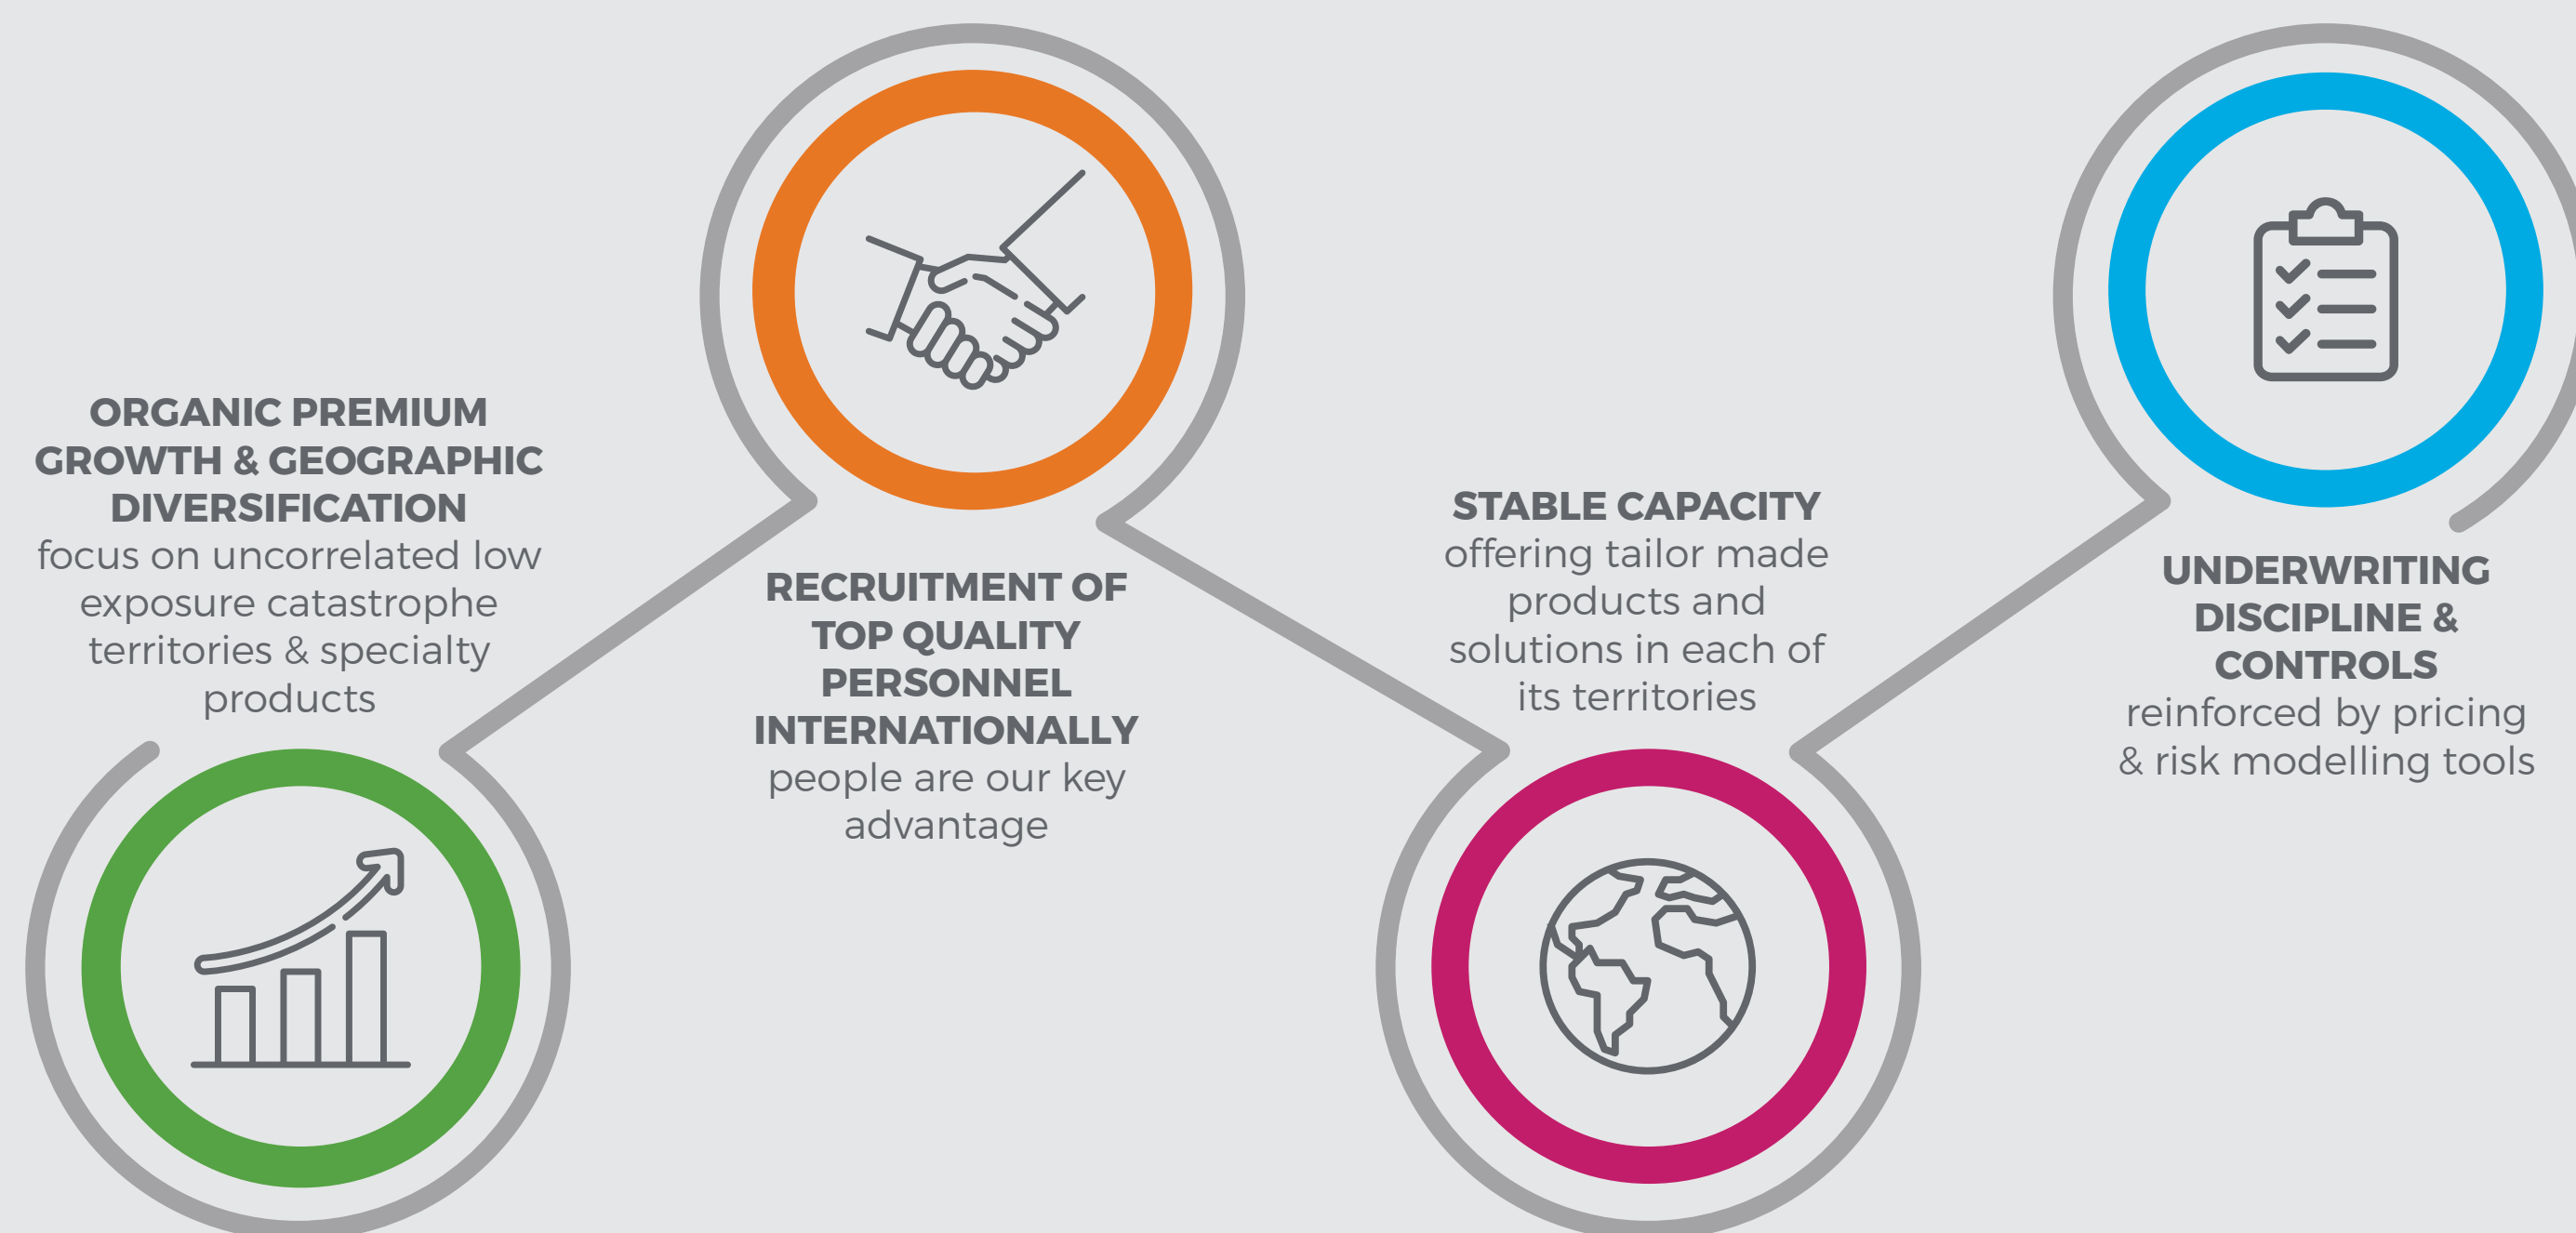 ORGANIC PREMIUM
GROWTH & GEOGRAPHIC
DIVERSIFICATION
focus on uncorrelated low
exposure catastrophe
territories & specialty
products
RECRUITMENT OF
TOP QUALITY
PERSONNEL
INTERNATIONALLY
people are our key
advantage
STABLE CAPACITY
offering tailor made
products and
solutions in each of
its territories
UNDERWRITING
DISCIPLINE &
CONTROLS
reinforced by pricing
& risk modelling tools